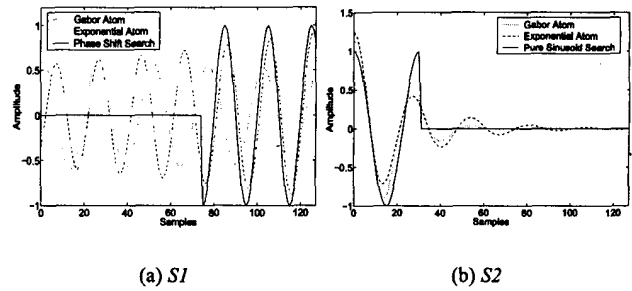 Gabor Atom
Exponential Atom
Phase Shift Search
1
0.5
0
-0.5
-1
Amplitude
0 20 40 60 80 100 120
Samples
(a) S1
Gabor Atom
Exponential Atom
Pure Sinusoid Search
1.5
1
0.5
0
-0.5
-1
Amplitude
0 20 40 60 80 100 120
Samples
(b) S2